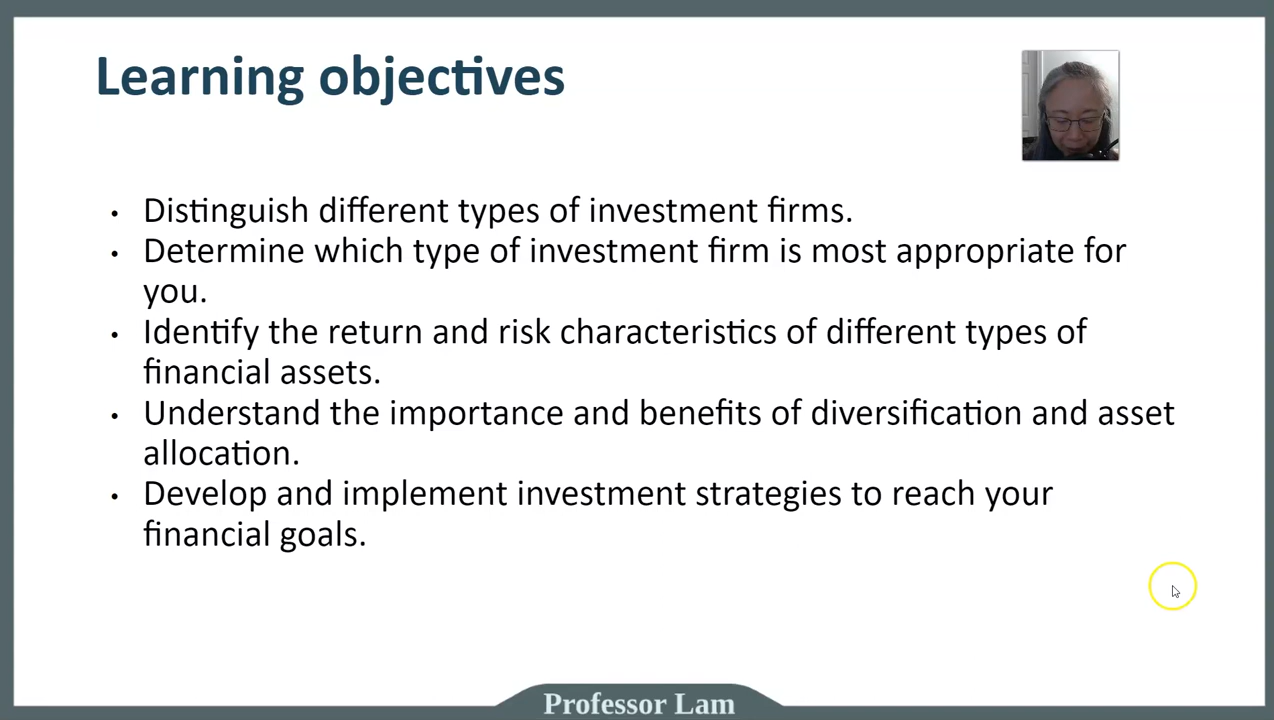 Learning objectives
• Distinguish different types of investment firms.
• Determine which type of investment firm is most appropriate for
you.
• Identify the return and risk characteristics of different types of
financial assets.
• Understand the importance and benefits of diversification and asset
allocation.
• Develop and implement investment strategies to reach your
financial goals.
Professor Lam